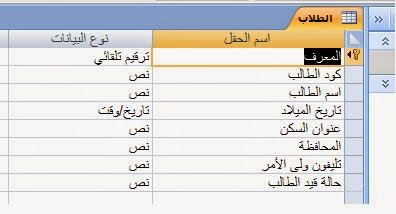 الطلاب
اسم الحقل نوع البيانات
المعرف ترقيم تلقائي
كود الطالب نص
اسم الطالب نص
تاريخ الميلاد تاريخ/وقت
عنوان السكن نص
المحافظة نص
تليفون ولى الأمر نص
حالة قيد الطالب نص